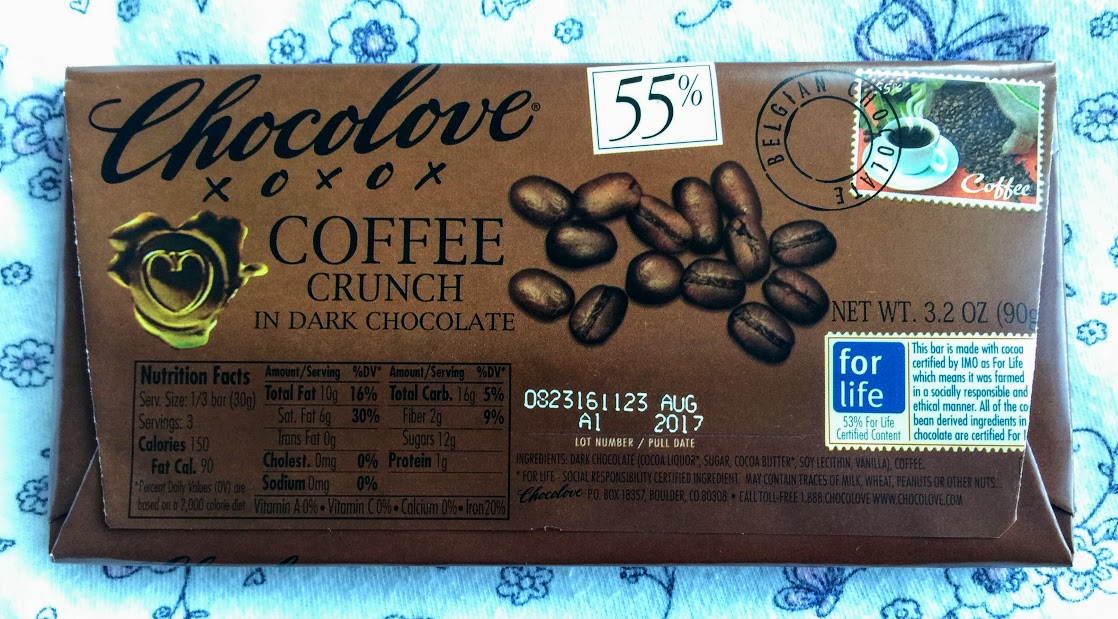 Chocolove®
XOXOX
COFFEE
CRUNCH
IN DARK CHOCOLATE
55%
BELGIAN CHOCOLATE
55%
Coffee
NET WT. 3.2 OZ (90g
for
life
53% For Life
Certified Content
This bar is made with cocoa
certified by IMO as For Life
which means it was farmed
in a socially responsible and
ethical manner. All of the co
bean derived ingredients in
chocolate are certified For
Nutrition Facts
Serv. Size: 1/3 bar (30g)
Servings: 3
Calories 150
Fat Cal. 90
*Percent Daily Values (DV) are
based on a 2,000 calorie diet
Amount/Serving %DV* Amount/Serving %DV*
Total Fat 10g 16% Total Carb. 16g 5%
Sat. Fat 6g 30% Fiber 2g 9%
Trans Fat 0g Sugars 12g
Cholest. 0mg 0% Protein 1g
Sodium 0mg 0%
Vitamin A 0% • Vitamin C 0% • Calcium 0% • Iron 20%
0823161123 AUG
A1 2017
LOT NUMBER / PULL DATE
INGREDIENTS: DARK CHOCOLATE (COCOA LIQUOR*, SUGAR, COCOA BUTTER*, SOY LECITHIN, VANILLA), COFFEE.
* FOR LIFE - SOCIAL RESPONSIBILITY CERTIFIED INGREDIENT. MAY CONTAIN TRACES OF MILK, WHEAT, PEANUTS OR OTHER NUTS.
Chocolove P.O. BOX 18357, BOULDER, CO 80308 • CALL TOLL-FREE 1.888.CHOCOLOVE WWW.CHOCOLOVE.COM